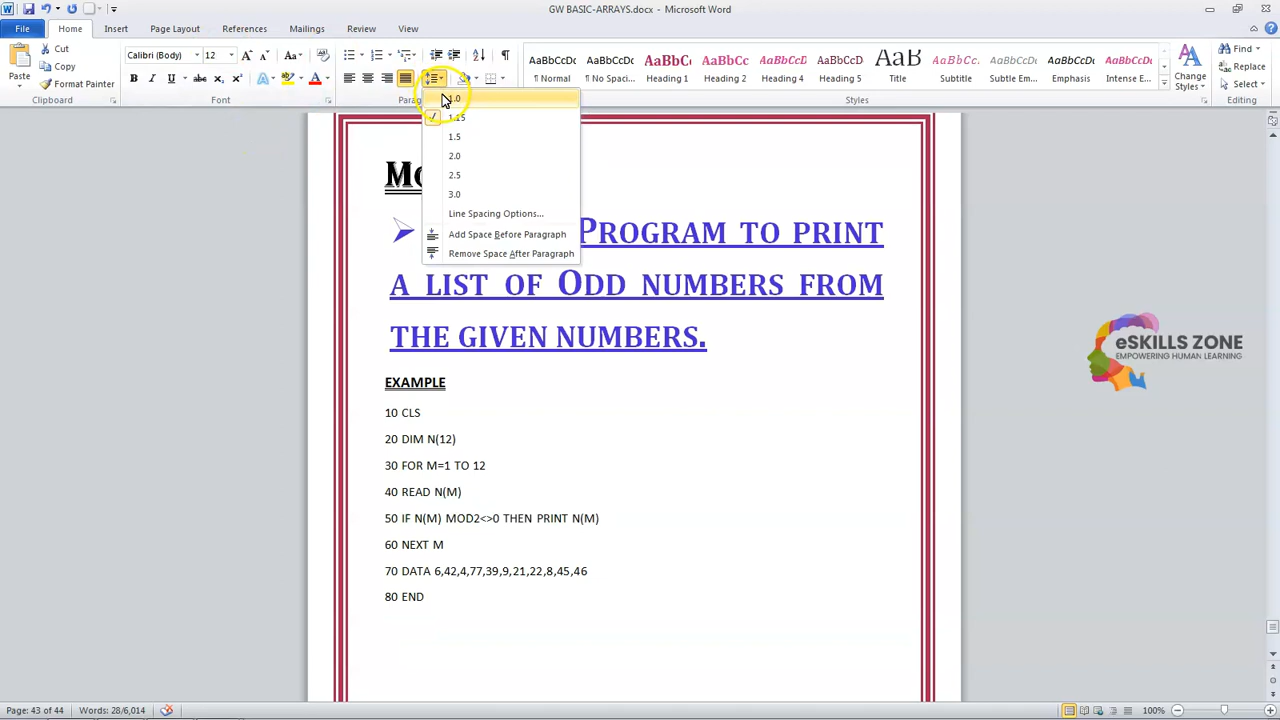 GW BASIC-ARRAYS.docx - Microsoft Word
File Home Insert Page Layout References Mailings Review View
Paste
Cut
Copy
Format Painter
Clipboard
Calibri (Body) 12
Font
Paragr
AaBbCcDc AaBbCcDc AaBbCc AaBbCc AaBbCcD AaBbCcD AaB AaBbCcD AaBbCcDc AaBbCcDc AaBbCcDc
¶ Normal ¶ No Spaci... Heading 1 Heading 2 Heading 4 Heading 5 Title Subtitle Subtle Em... Emphasis Intense E...
Styles
Change Styles
Find
Replace
Select
Editing
1.0
1.15
1.5
2.0
2.5
3.0
Line Spacing Options...
Add Space Before Paragraph
Remove Space After Paragraph
PROGRAM TO PRINT
A LIST OF ODD NUMBERS FROM
THE GIVEN NUMBERS.
EXAMPLE
10 CLS
20 DIM N(12)
30 FOR M=1 TO 12
40 READ N(M)
50 IF N(M) MOD2<>0 THEN PRINT N(M)
60 NEXT M
70 DATA 6,42,4,77,39,9,21,22,8,45,46
80 END
eSKILLS ZONE
EMPOWERING HUMAN LEARNING
Page: 43 of 44 Words: 28/6,014 100%